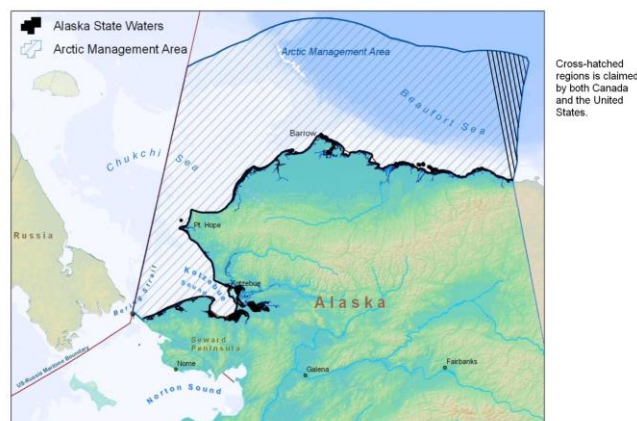 Alaska State Waters
Arctic Management Area
Arctic Management Area
Cross-hatched
regions is claimed
by both Canada
and the United
States.
Beaufort Sea
Barrow
Chukchi Sea
Pt. Hope
Russia
Kotzebue
Sound
Kotzebue
Bering Strait
Alaska
Seward
Peninsula
US-Russia Maritime Boundary
Nome
Galena
Fairbanks
Norton Sound